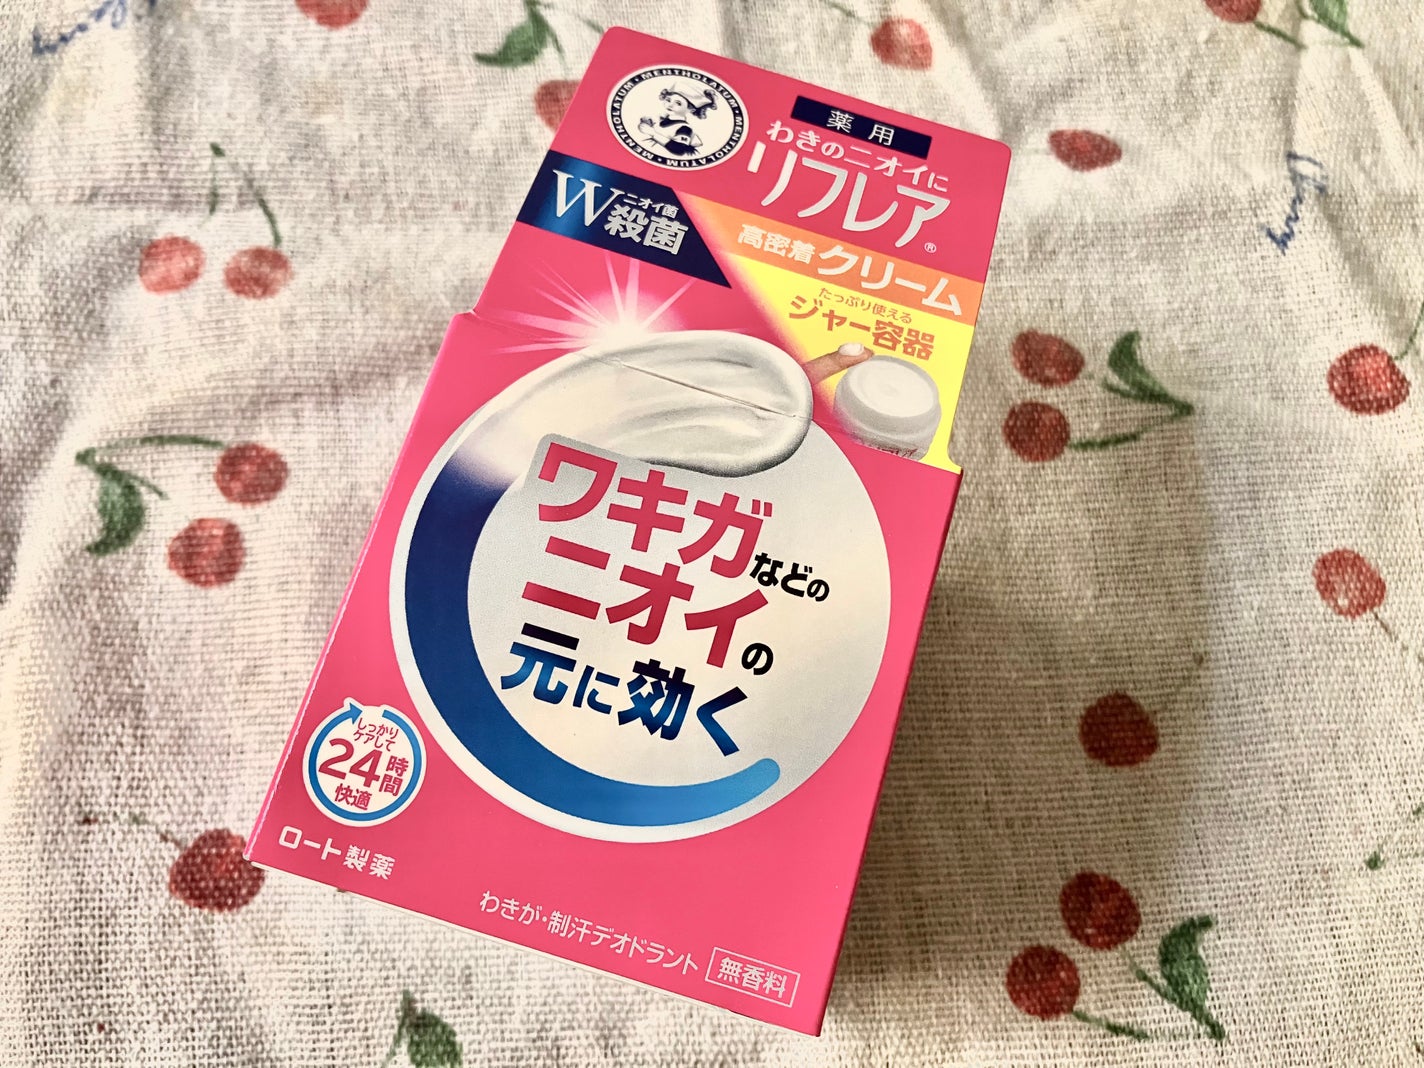 MENTHOLATUM・MENTHOLATUM・MENTHOLATUM・
薬用
わきのニオイに
リフレア®
Wニオイ菌殺菌
高密着クリーム
たっぷり使える
ジャー容器
ワキガなどの
ニオイの
元に効く
しっかり
ケアして
24時間
快適
ロート製薬
わきが・制汗デオドラント 無香料